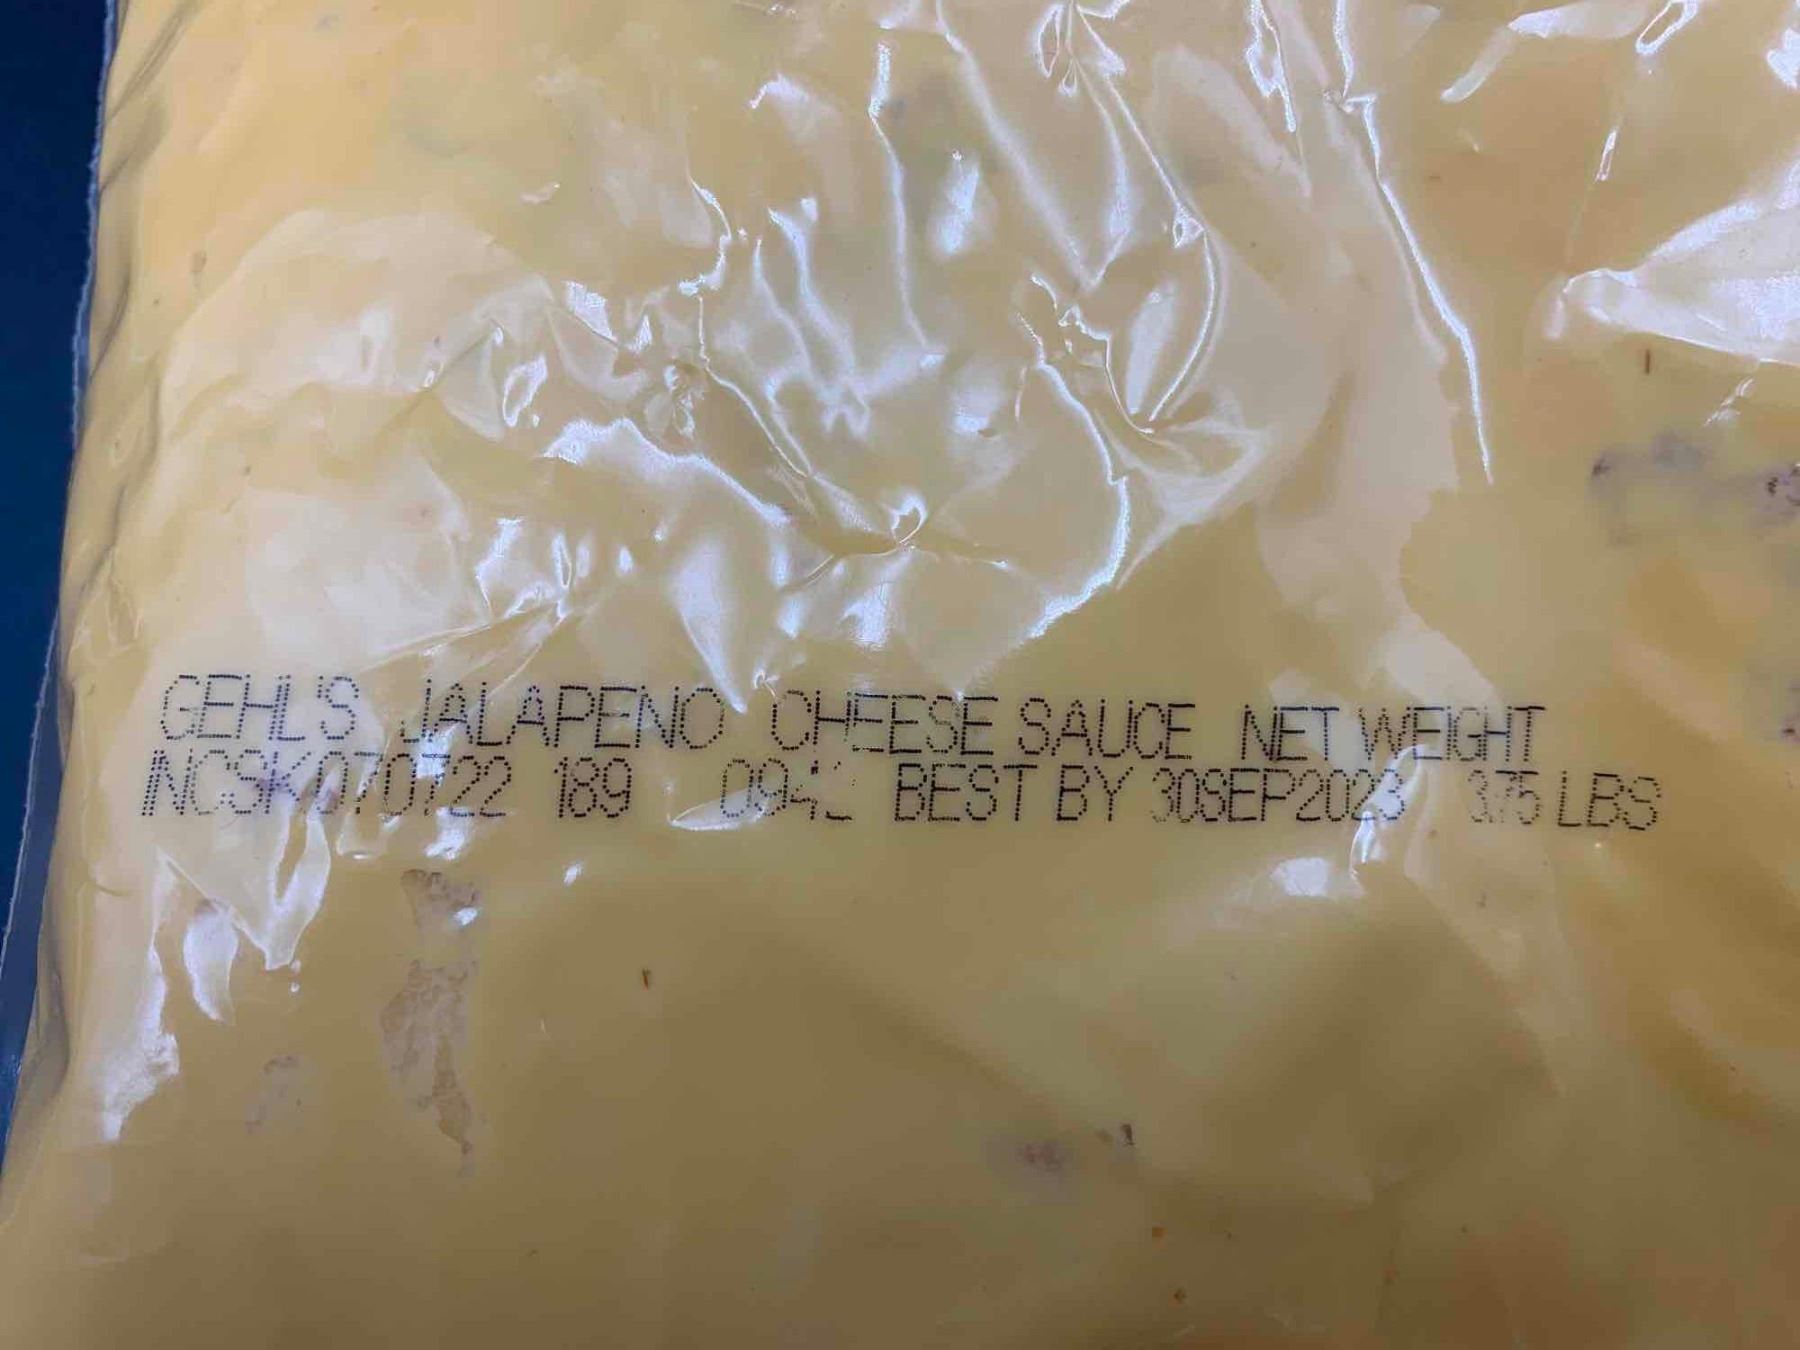 GEHL'S JALAPENO CHEESE SAUCE NET WEIGHT
INCSK070722 189 BEST BY 30SEP2023 3.75 LBS